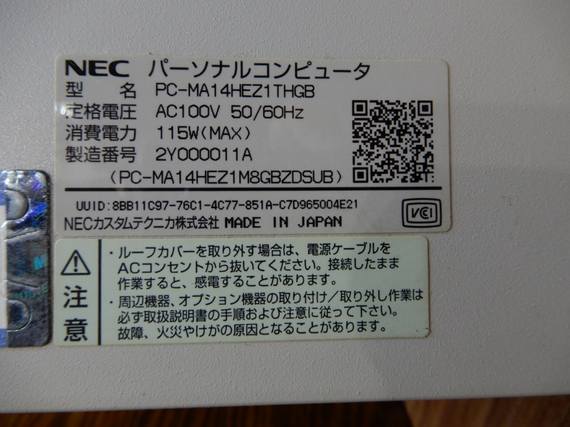 NEC パーソナルコンピュータ
型 名 PC-MA14HEZ1THGB
定格電圧 AC100V 50/60Hz
消費電力 115W(MAX)
製造番号 2Y000011A
(PC-MA14HEZ1M8GBZDSUB)
UUID:8BB11C97-76C1-4C77-851A-C7D965004E21
NECカスタムテクニカ株式会社 MADE IN JAPAN
VCI
注意
・ルーフカバーを取り外す場合は、電源ケーブルを
ACコンセントから抜いてください。接続したまま
作業すると、感電することがあります。
・周辺機器、オプション機器の取り付け/取り外し作業は
必ず取扱説明書の手順および注意に従って下さい。
故障、火災やけがの原因となることがあります。